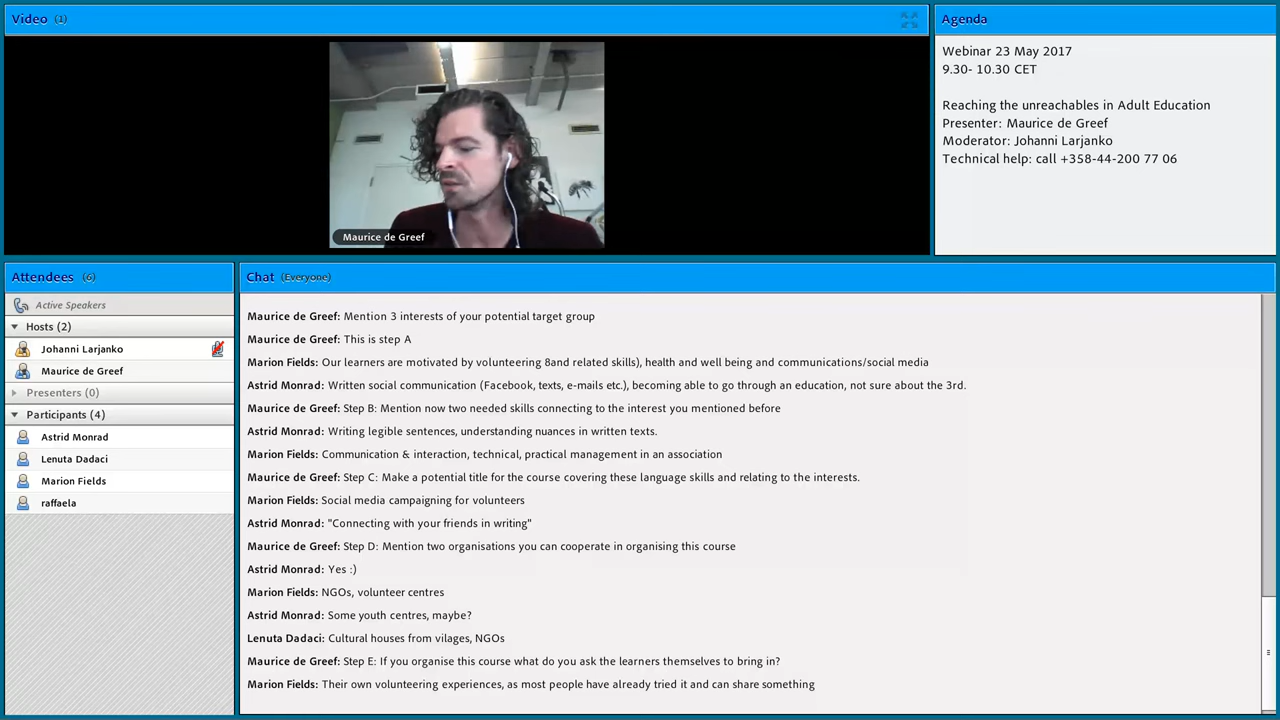 Video (1)
Maurice de Greef
Agenda
Webinar 23 May 2017
9.30- 10.30 CET
Reaching the unreachables in Adult Education
Presenter: Maurice de Greef
Moderator: Johanni Larjanko
Technical help: call +358-44-200 77 06
Attendees (6)
Active Speakers
Hosts (2)
Johanni Larjanko
Maurice de Greef
Presenters (0)
Participants (4)
Astrid Monrad
Lenuta Dadaci
Marion Fields
raffaela
Chat (Everyone)
Maurice de Greef: Mention 3 interests of your potential target group
Maurice de Greef: This is step A
Marion Fields: Our learners are motivated by volunteering 8and related skills), health and well being and communications/social media
Astrid Monrad: Written social communication (Facebook, texts, e-mails etc.), becoming able to go through an education, not sure about the 3rd.
Maurice de Greef: Step B: Mention now two needed skills connecting to the interest you mentioned before
Astrid Monrad: Writing legible sentences, understanding nuances in written texts.
Marion Fields: Communication & interaction, technical, practical management in an association
Maurice de Greef: Step C: Make a potential title for the course covering these language skills and relating to the interests.
Marion Fields: Social media campaigning for volunteers
Astrid Monrad: "Connecting with your friends in writing"
Maurice de Greef: Step D: Mention two organisations you can cooperate in organising this course
Astrid Monrad: Yes :)
Marion Fields: NGOs, volunteer centres
Astrid Monrad: Some youth centres, maybe?
Lenuta Dadaci: Cultural houses from vilages, NGOs
Maurice de Greef: Step E: If you organise this course what do you ask the learners themselves to bring in?
Marion Fields: Their own volunteering experiences, as most people have already tried it and can share something